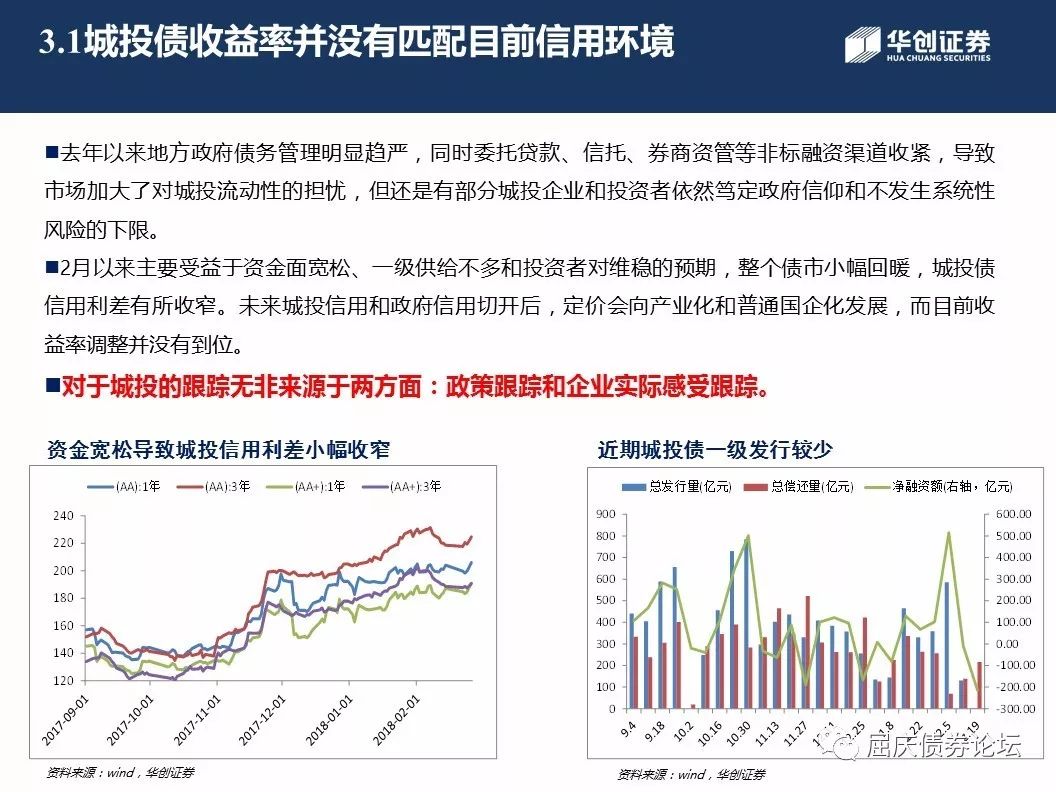 3.1城投债收益率并没有匹配目前信用环境
华创证券
HUA CHUANG SECURITIES
■去年以来地方政府债务管理明显趋严，同时委托贷款、信托、券商资管等非标融资渠道收紧，导致
市场加大了对城投流动性的担忧，但还是有部分城投企业和投资者依然笃定政府信仰和不发生系统性
风险的下限。
■2月以来主要受益于资金面宽松、一级供给不多和投资者对维稳的预期，整个债市小幅回暖，城投债
信用利差有所收窄。未来城投信用和政府信用切开后，定价会向产业化和普通国企化发展，而目前收
益率调整并没有到位。
■对于城投的跟踪无非来源于两方面：政策跟踪和企业实际感受跟踪。
资金宽松导致城投信用利差小幅收窄
(AA):1年 (AA):3年 (AA+):1年 (AA+):3年
240
220
200
180
160
140
120
2017-09-01 2017-10-01 2017-11-01 2017-12-01 2018-01-01 2018-02-01
资料来源：wind，华创证券
近期城投债一级发行较少
总发行量(亿元) 总偿还量(亿元) 净融资额(右轴，亿元)
900 600.00
800 500.00
700 400.00
600 300.00
500 200.00
400 100.00
300 0.00
200 -100.00
100 -200.00
0 -300.00
9.4 9.18 10.2 10.16 10.30 11.13 11.27
屈庆债券论坛
资料来源：wind，华创证券